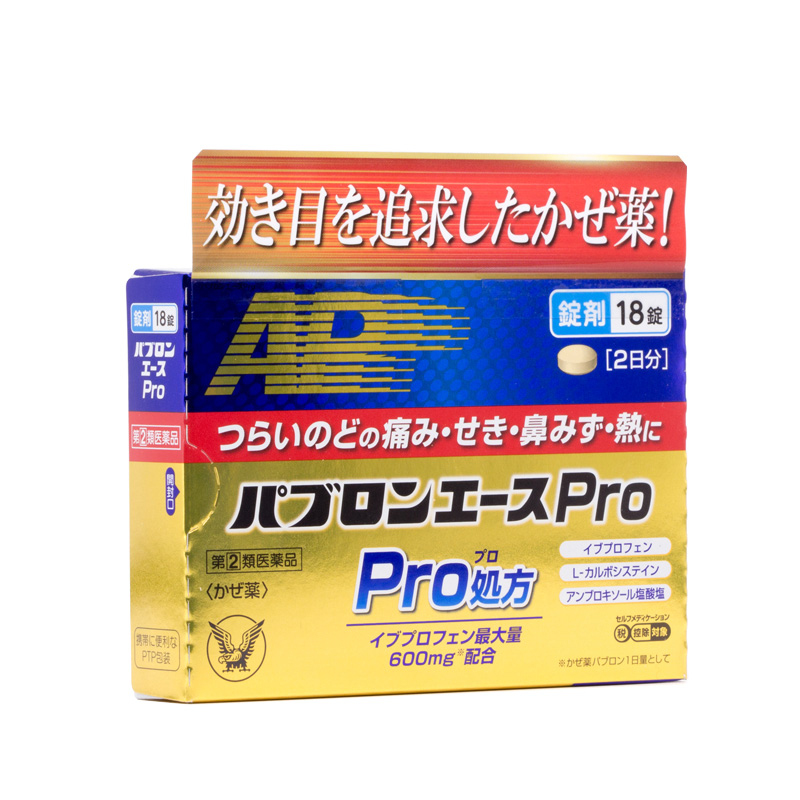 効き目を追求したかぜ薬!
AP
錠剤 18錠
[2日分]
つらいのどの痛み・せき・鼻みず・熱に
パブロンエースPro
第②類医薬品
〈かぜ薬〉
プロ
Pro処方
イブプロフェン最大量
600mg※配合
イブプロフェン
L-カルボシステイン
アンブロキソール塩酸塩
セルフメディケーション
税 控除 対象
※かぜ薬パブロン1日量として
錠剤 18錠
パブロン
エース
Pro
第②類医薬品
開封口
携帯に便利な
PTP包装